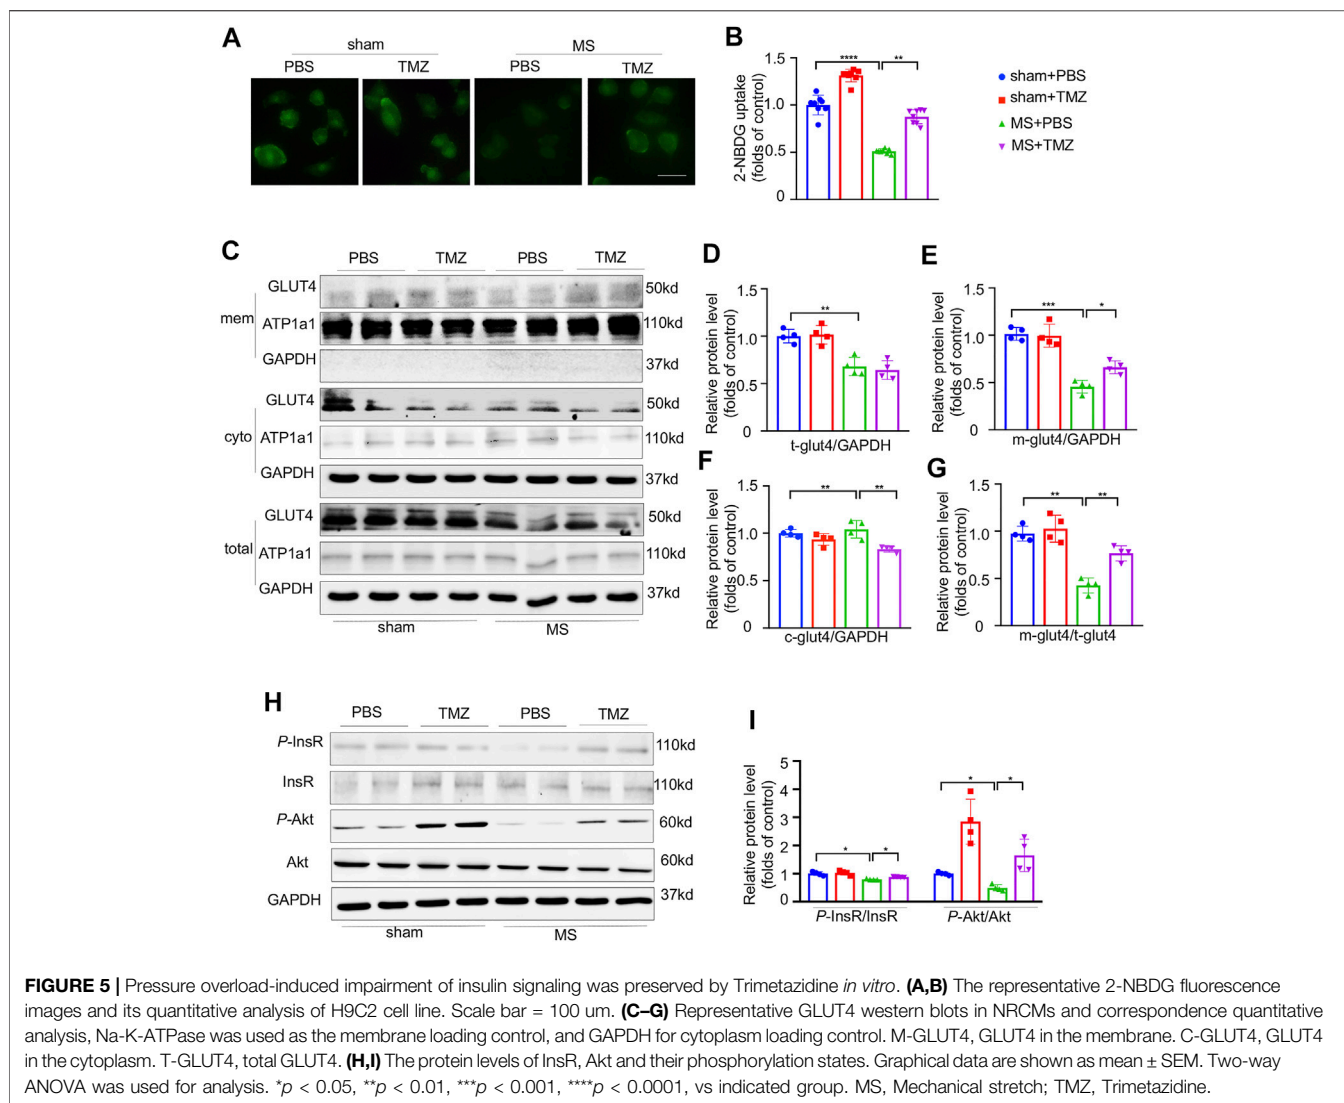 A
sham
MS
PBS
TMZ
PBS
TMZ
B
2-NBDG uptake
(folds of control)
1.5
1.0
0.5
0
****
**
sham+PBS
sham+TMZ
MS+PBS
MS+TMZ
C
PBS
TMZ
PBS
TMZ
mem
GLUT4
50kd
ATP1a1
110kd
GAPDH
37kd
cyto
GLUT4
50kd
ATP1a1
110kd
GAPDH
37kd
total
GLUT4
50kd
ATP1a1
110kd
GAPDH
37kd
sham
MS
D
Relative protein level
(folds of control)
1.5
1.0
0.5
0
**
t-glut4/GAPDH
E
Relative protein level
(folds of control)
1.5
1.0
0.5
0
***
*
m-glut4/GAPDH
F
Relative protein level
(folds of control)
1.5
1.0
0.5
0
**
**
c-glut4/GAPDH
G
Relative protein level
(folds of control)
1.5
1.0
0.5
0
**
**
m-glut4/t-glut4
H
PBS
TMZ
PBS
TMZ
P-InsR
110kd
InsR
110kd
P-Akt
60kd
Akt
60kd
GAPDH
37kd
sham
MS
I
Relative protein level
(folds of control)
5
4
3
2
1
0
*
*
*
*
P-InsR/InsR
P-Akt/Akt
FIGURE 5 | Pressure overload-induced impairment of insulin signaling was preserved by Trimetazidine in vitro. (A,B) The representative 2-NBDG fluorescence
images and its quantitative analysis of H9C2 cell line. Scale bar = 100 um. (C–G) Representative GLUT4 western blots in NRCMs and correspondence quantitative
analysis, Na-K-ATPase was used as the membrane loading control, and GAPDH for cytoplasm loading control. M-GLUT4, GLUT4 in the membrane. C-GLUT4, GLUT4
in the cytoplasm. T-GLUT4, total GLUT4. (H,I) The protein levels of InsR, Akt and their phosphorylation states. Graphical data are shown as mean ± SEM. Two-way
ANOVA was used for analysis. *p < 0.05, **p < 0.01, ***p < 0.001, ****p < 0.0001, vs indicated group. MS, Mechanical stretch; TMZ, Trimetazidine.